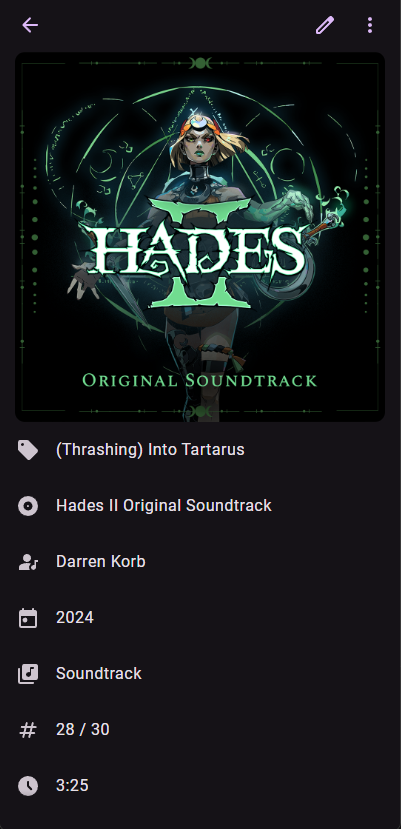 HADES
II
ORIGINAL SOUNDTRACK
(Thrashing) Into Tartarus
Hades II Original Soundtrack
Darren Korb
2024
Soundtrack
28 / 30
3:25